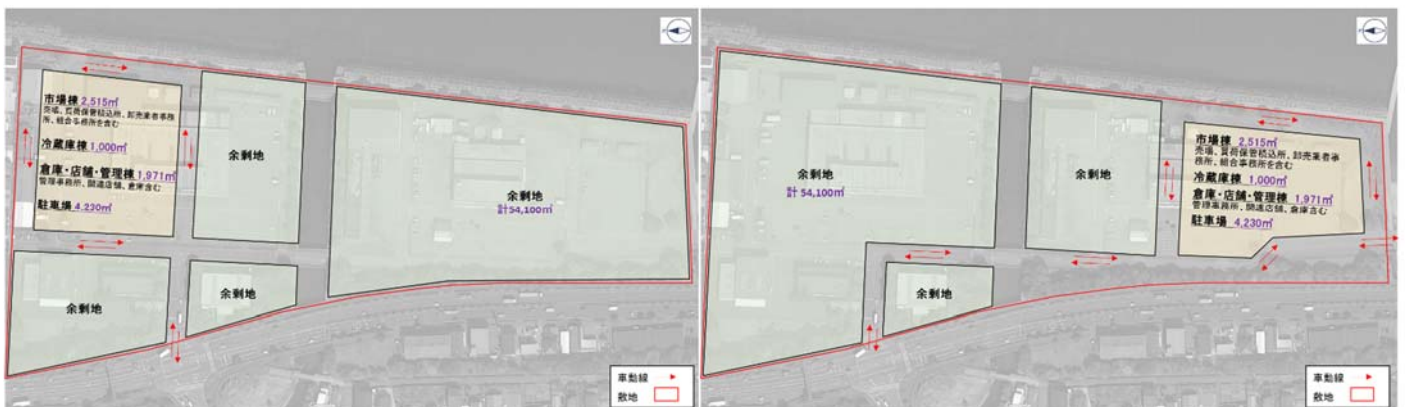 市場棟 2,515㎡
売場、買荷保管積込所、卸売業者事務
所、組合事務所を含む
冷蔵庫棟 1,000㎡
倉庫・店舗・管理棟 1,971㎡
管理事務所、関連店舗、倉庫含む
駐車場 4,230㎡
余剰地
余剰地
計54,100㎡
余剰地
余剰地
車動線
敷地
余剰地
計 54,100㎡
余剰地
市場棟 2,515㎡
売場、買荷保管積込所、卸売業者事
務所、組合事務所を含む
冷蔵庫棟 1,000㎡
倉庫・店舗・管理棟 1,971㎡
管理事務所、関連店舗、倉庫含む
駐車場 4,230㎡
余剰地
車動線
敷地